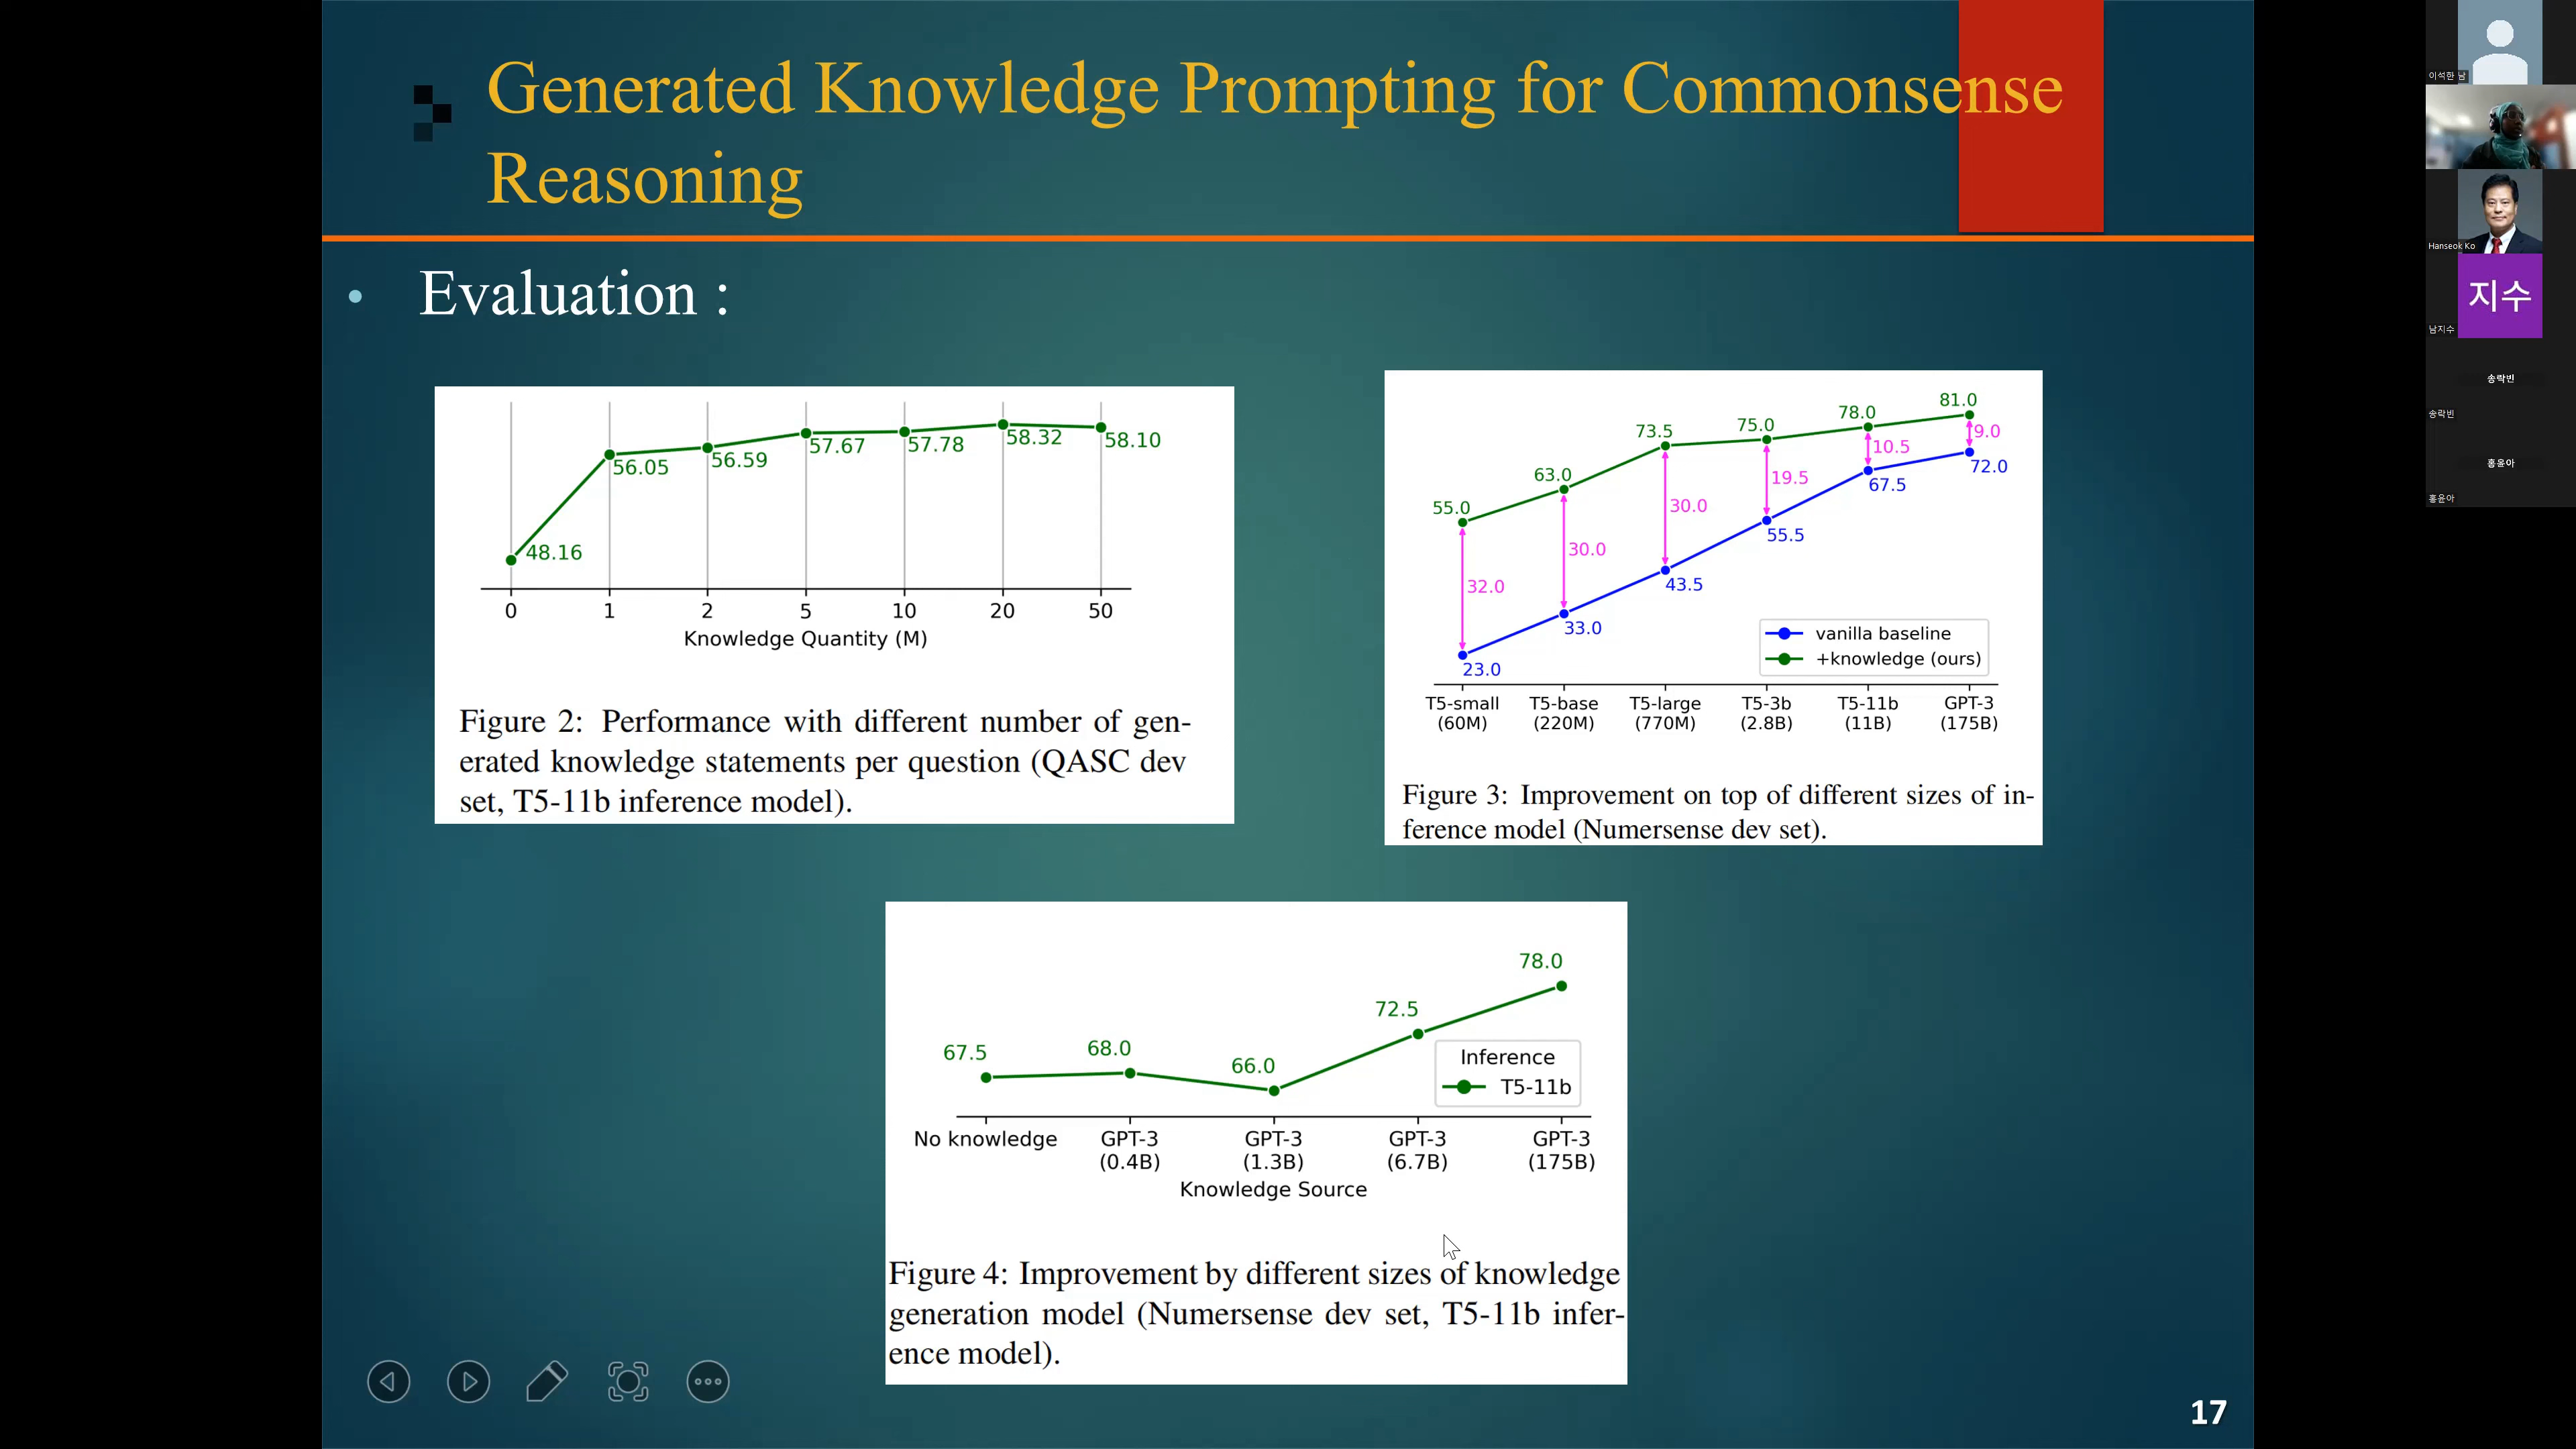 Generated Knowledge Prompting for Commonsense
Reasoning
• Evaluation :
48.16
56.05
56.59
57.67
57.78
58.32
58.10
0 1 2 5 10 20 50
Knowledge Quantity (M)
Figure 2: Performance with different number of gen-
erated knowledge statements per question (QASC dev
set, T5-11b inference model).
55.0 63.0 73.5 75.0 78.0 81.0
32.0 30.0 30.0 19.5 10.5 9.0
23.0 33.0 43.5 55.5 67.5 72.0
vanilla baseline
+knowledge (ours)
T5-small T5-base T5-large T5-3b T5-11b GPT-3
(60M) (220M) (770M) (2.8B) (11B) (175B)
Figure 3: Improvement on top of different sizes of in-
ference model (Numersense dev set).
67.5 68.0 66.0 72.5 78.0
Inference
T5-11b
No knowledge GPT-3 GPT-3 GPT-3 GPT-3
(0.4B) (1.3B) (6.7B) (175B)
Knowledge Source
Figure 4: Improvement by different sizes of knowledge
generation model (Numersense dev set, T5-11b infer-
ence model).
17
이석한 남
Hanseok Ko
지수
남지수
송락빈
송락빈
홍윤아
홍윤아